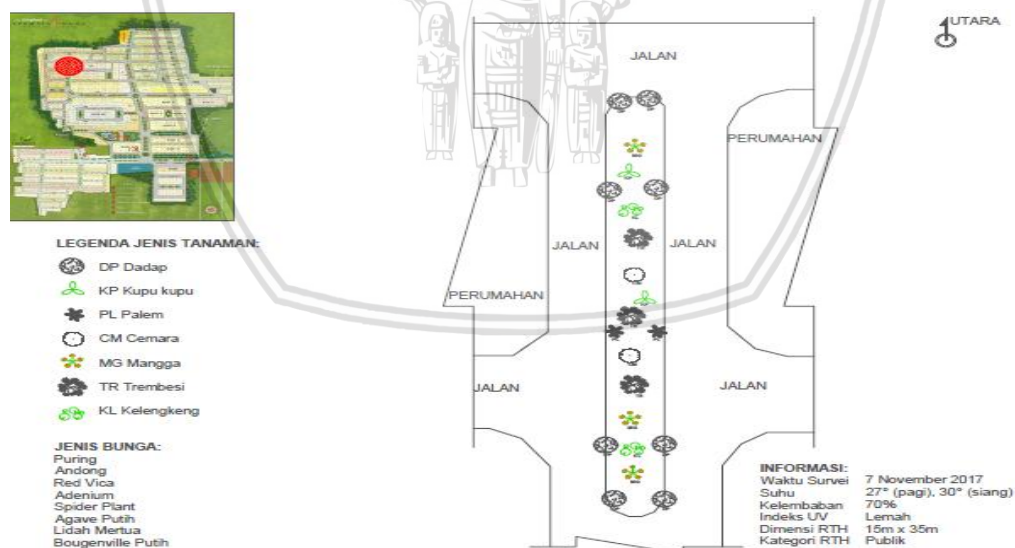 UTARA
JALAN
PERUMAHAN
JALAN
JALAN
PERUMAHAN
JALAN
JALAN
LEGENDA JENIS TANAMAN:
DP Dadap
KP Kupu kupu
PL Palem
CM Cemara
MG Mangga
TR Trembesi
KL Kelengkeng
JENIS BUNGA:
Puring
Andong
Red Vica
Adenium
Spider Plant
Agave Putih
Lidah Mertua
Bougenville Putih
INFORMASI:
Waktu Survei 7 November 2017
Suhu 27° (pagi), 30° (siang)
Kelembaban 70%
Indeks UV Lemah
Dimensi RTH 15m x 35m
Kategori RTH Publik